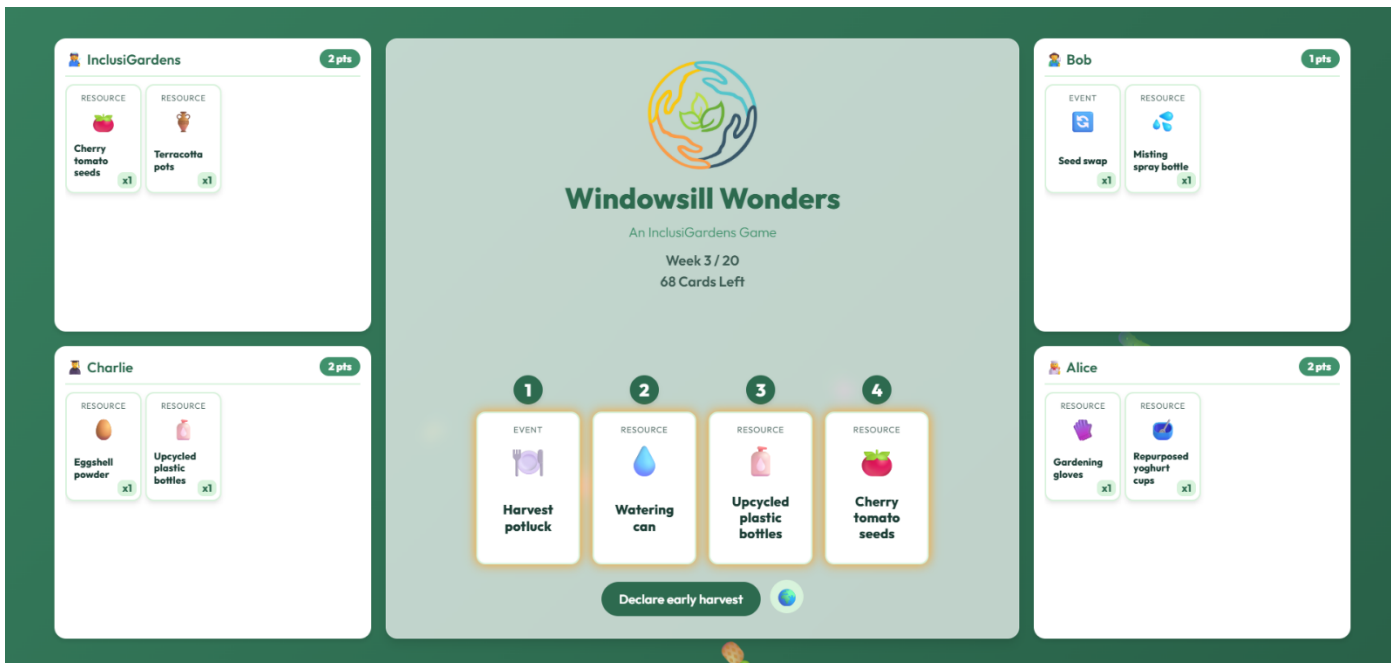 InclusiGardens
2 pts
RESOURCE
Cherry
tomato
seeds
x1
RESOURCE
Terracotta
pots
x1
Charlie
2 pts
RESOURCE
Eggshell
powder
x1
RESOURCE
Upcycled
plastic
bottles
x1
Windowsill Wonders
An InclusiGardens Game
Week 3 / 20
68 Cards Left
1
EVENT
Harvest
potluck
2
RESOURCE
Watering
can
3
RESOURCE
Upcycled
plastic
bottles
4
RESOURCE
Cherry
tomato
seeds
Declare early harvest
Bob
1 pts
EVENT
Seed swap
x1
RESOURCE
Misting
spray bottle
x1
Alice
2 pts
RESOURCE
Gardening
gloves
x1
RESOURCE
Repurposed
yoghurt
cups
x1